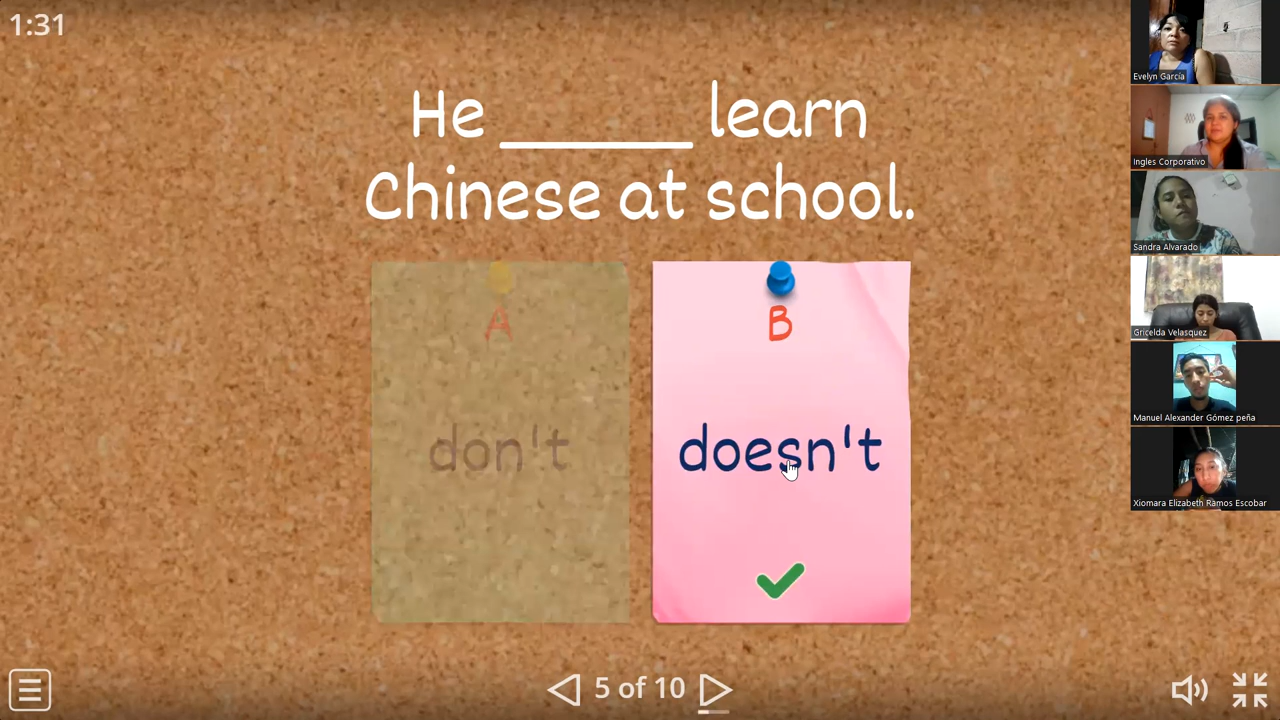 1:31
He ______ learn
Chinese at school.
A
don't
B
doesn't
5 of 10
Evelyn García
Ingles Corporativo
Sandra Alvarado
Gricelda Velasquez
Manuel Alexander Gómez peña
Xiomara Elizabeth Ramos Escobar